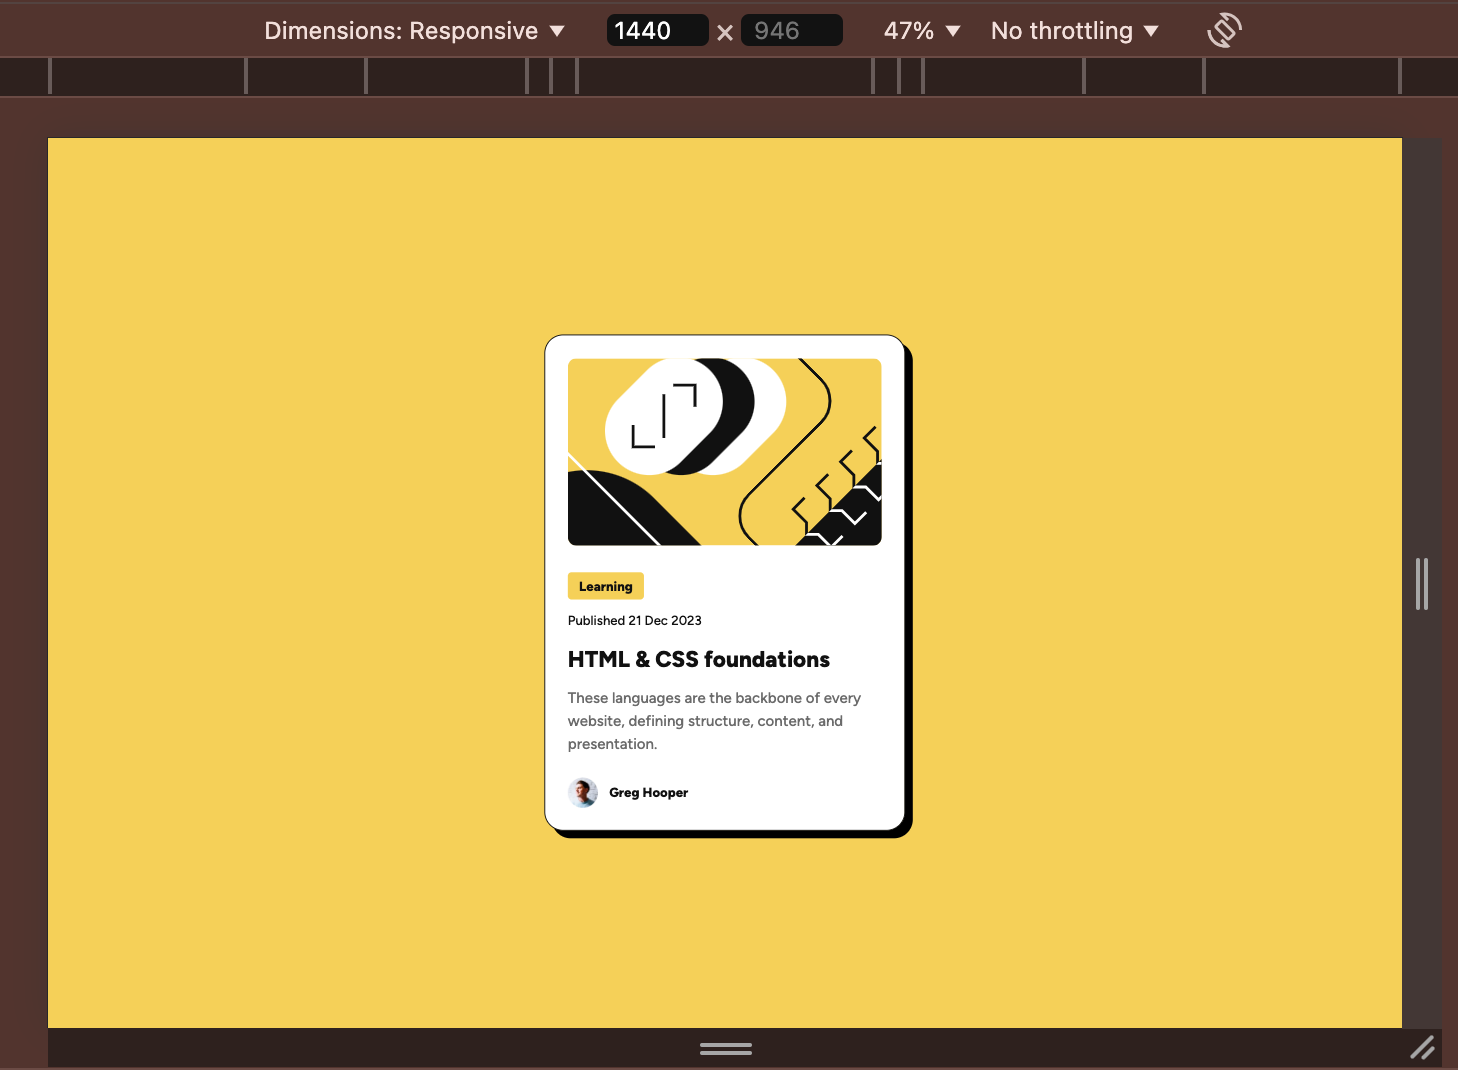 Dimensions: Responsive ▼ 1440 × 946 47% ▼ No throttling ▼
Learning
Published 21 Dec 2023
HTML & CSS foundations
These languages are the backbone of every
website, defining structure, content, and
presentation.
Greg Hooper